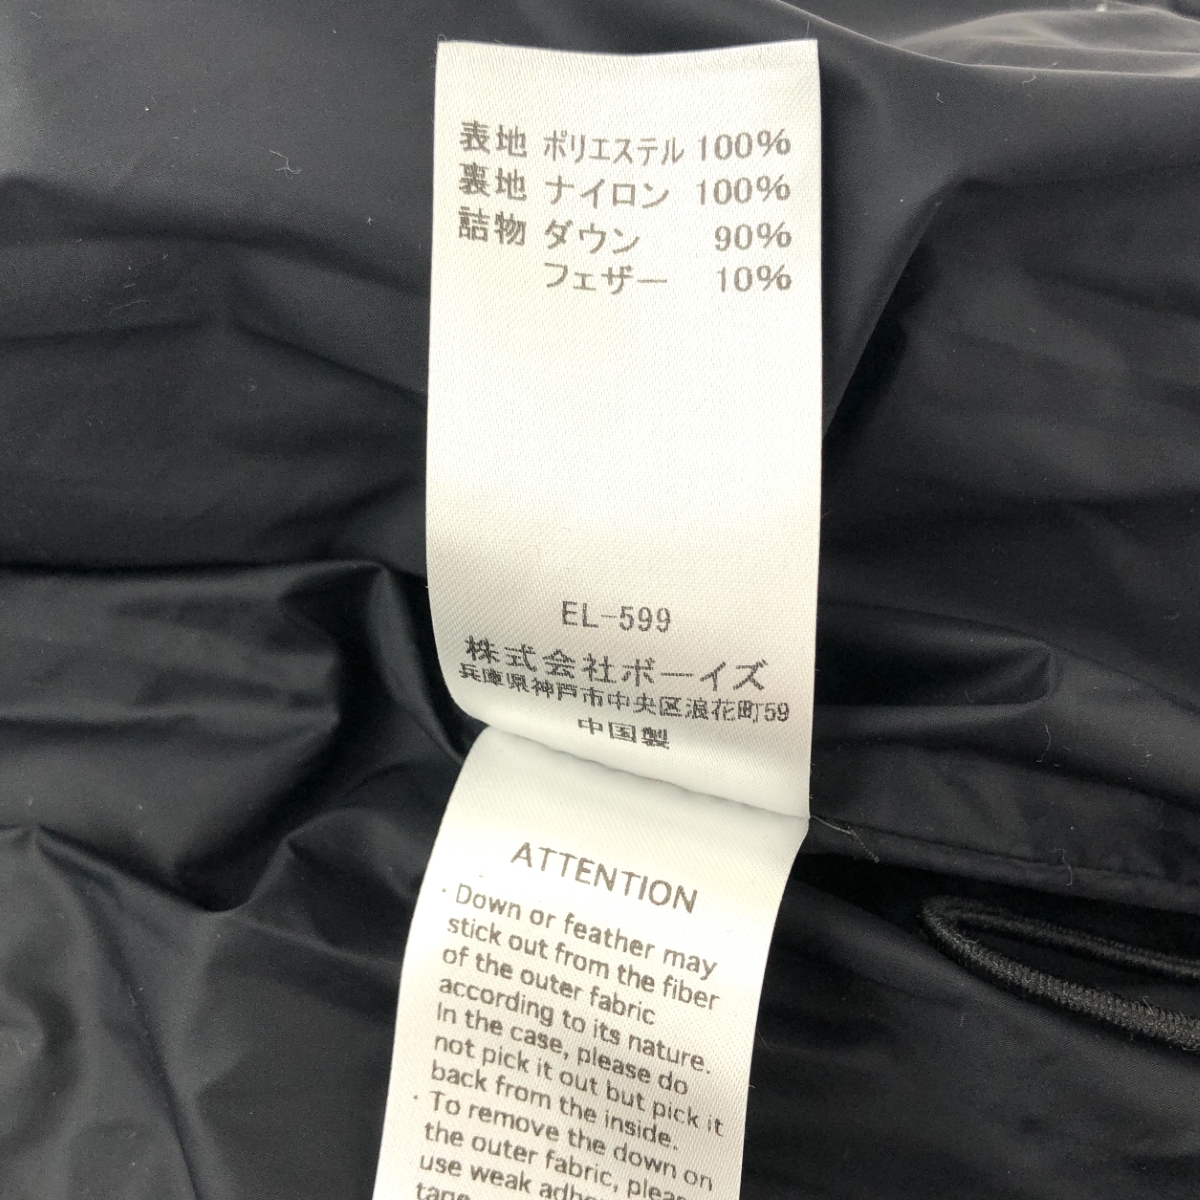 表地 ポリエステル 100%
裏地 ナイロン 100%
詰物 ダウン 90%
フェザー 10%
EL-599
株式会社ボーイズ
兵庫県神戸市中央区浪花町59
中国製
ATTENTION
・Down or feather may
stick out from the fiber
of the outer fabric
according to its nature.
In the case, please do
not pick it out but pick it
back from the inside.
・To remove the down on
the outer fabric,
use weak